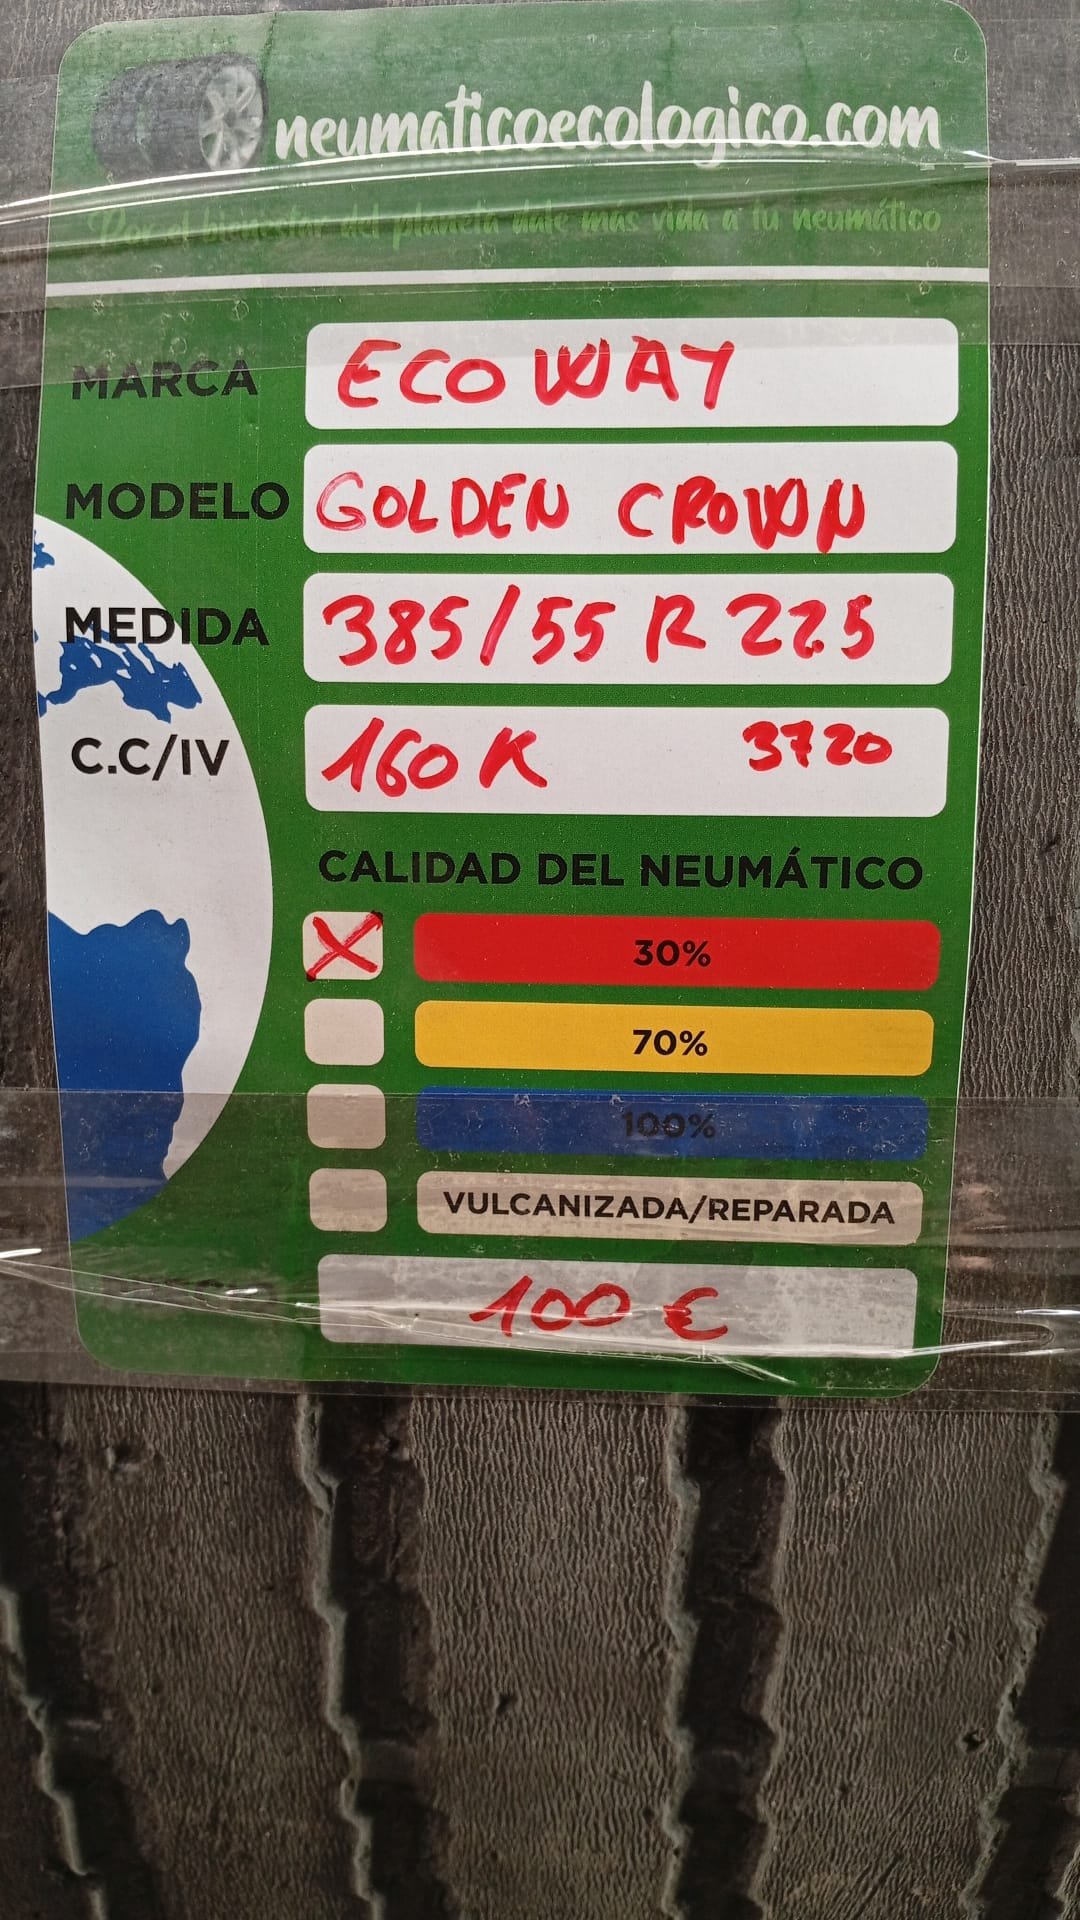 neumaticoecologico.com
Por el bienestar del planeta dale más vida a tu neumático
MARCA ECOWAY
MODELO GOLDEN CROWN
MEDIDA 385/55 R 22.5
C.C/IV 160K 3720
CALIDAD DEL NEUMÁTICO
X 30%
70%
100%
VULCANIZADA/REPARADA
100 €